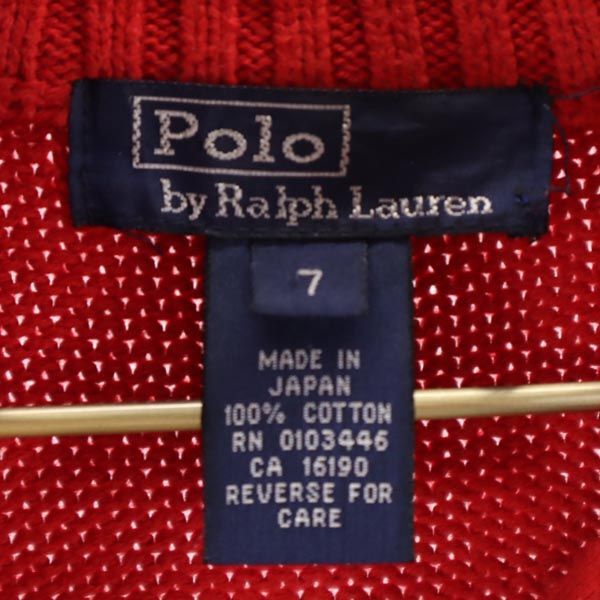 Polo
by Ralph Lauren
7
MADE IN
JAPAN
100% COTTON
RN 0103446
CA 16190
REVERSE FOR
CARE